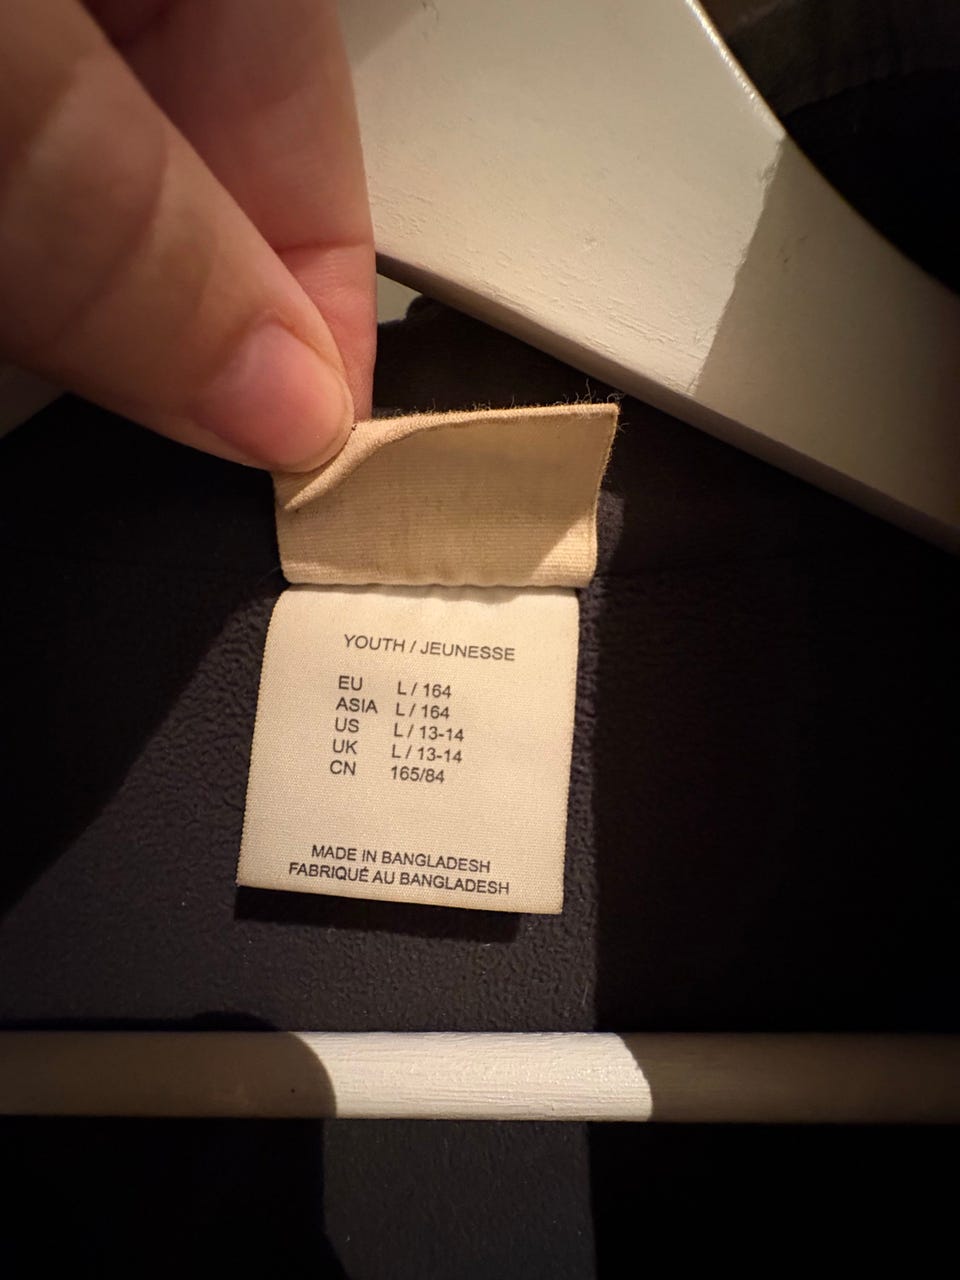 YOUTH / JEUNESSE
EU L / 164
ASIA L / 164
US L / 13-14
UK L / 13-14
CN 165/84
MADE IN BANGLADESH
FABRIQUÉ AU BANGLADESH